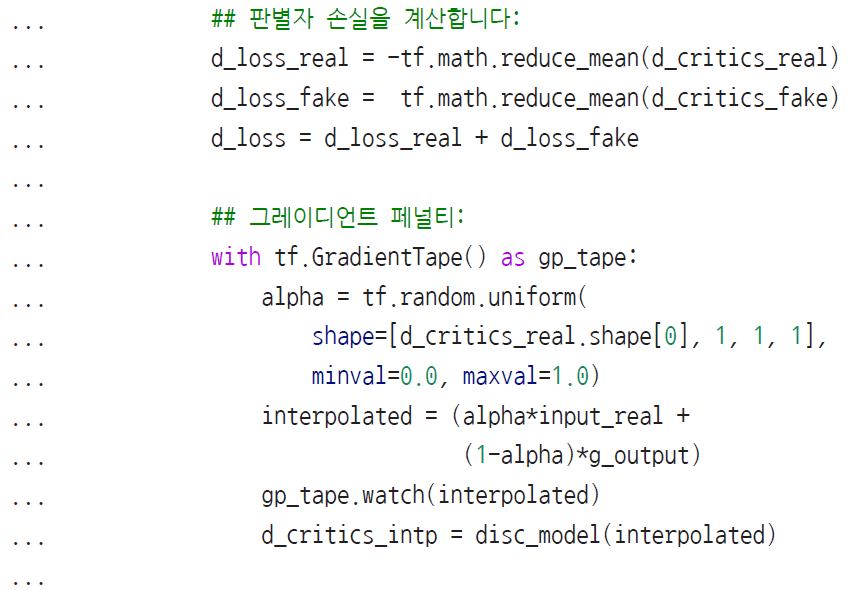 ...             ## 판별자 손실을 계산합니다:
...             d_loss_real = -tf.math.reduce_mean(d_critics_real)
...             d_loss_fake =  tf.math.reduce_mean(d_critics_fake)
...             d_loss = d_loss_real + d_loss_fake
...
...             ## 그레이디언트 페널티:
...             with tf.GradientTape() as gp_tape:
...                 alpha = tf.random.uniform(
...                     shape=[d_critics_real.shape[0], 1, 1, 1],
...                     minval=0.0, maxval=1.0)
...                 interpolated = (alpha*input_real +
...                                 (1-alpha)*g_output)
...                 gp_tape.watch(interpolated)
...                 d_critics_intp = disc_model(interpolated)
...